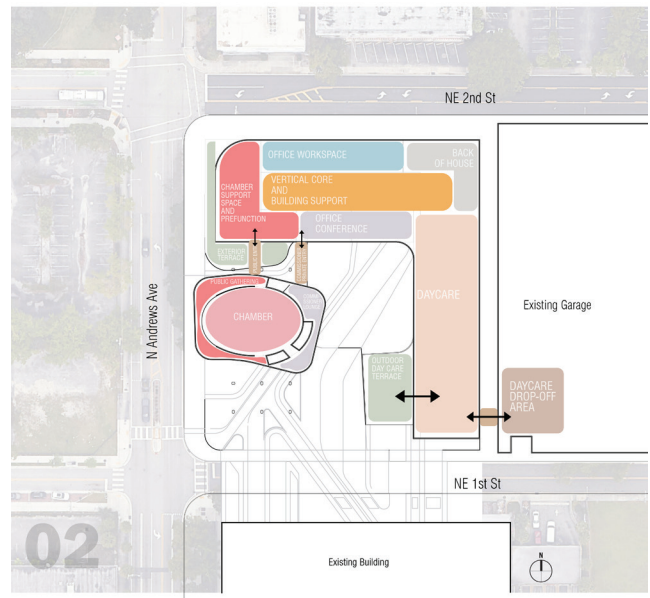 NE 2nd St
OFFICE WORKSPACE
BACK
OF HOUSE
CHAMBER
SUPPORT
SPACE
AND
PREFUNCTION
VERTICAL CORE
AND
BUILDING SUPPORT
OFFICE
CONFERENCE
EXTERIOR
TERRACE
PUBLIC GATHERING
CHAMBER
DAYCARE
Existing Garage
N Andrews Ave
OUTDOOR
DAY CARE
TERRACE
DAYCARE
DROP-OFF
AREA
NE 1st St
02
Existing Building
N